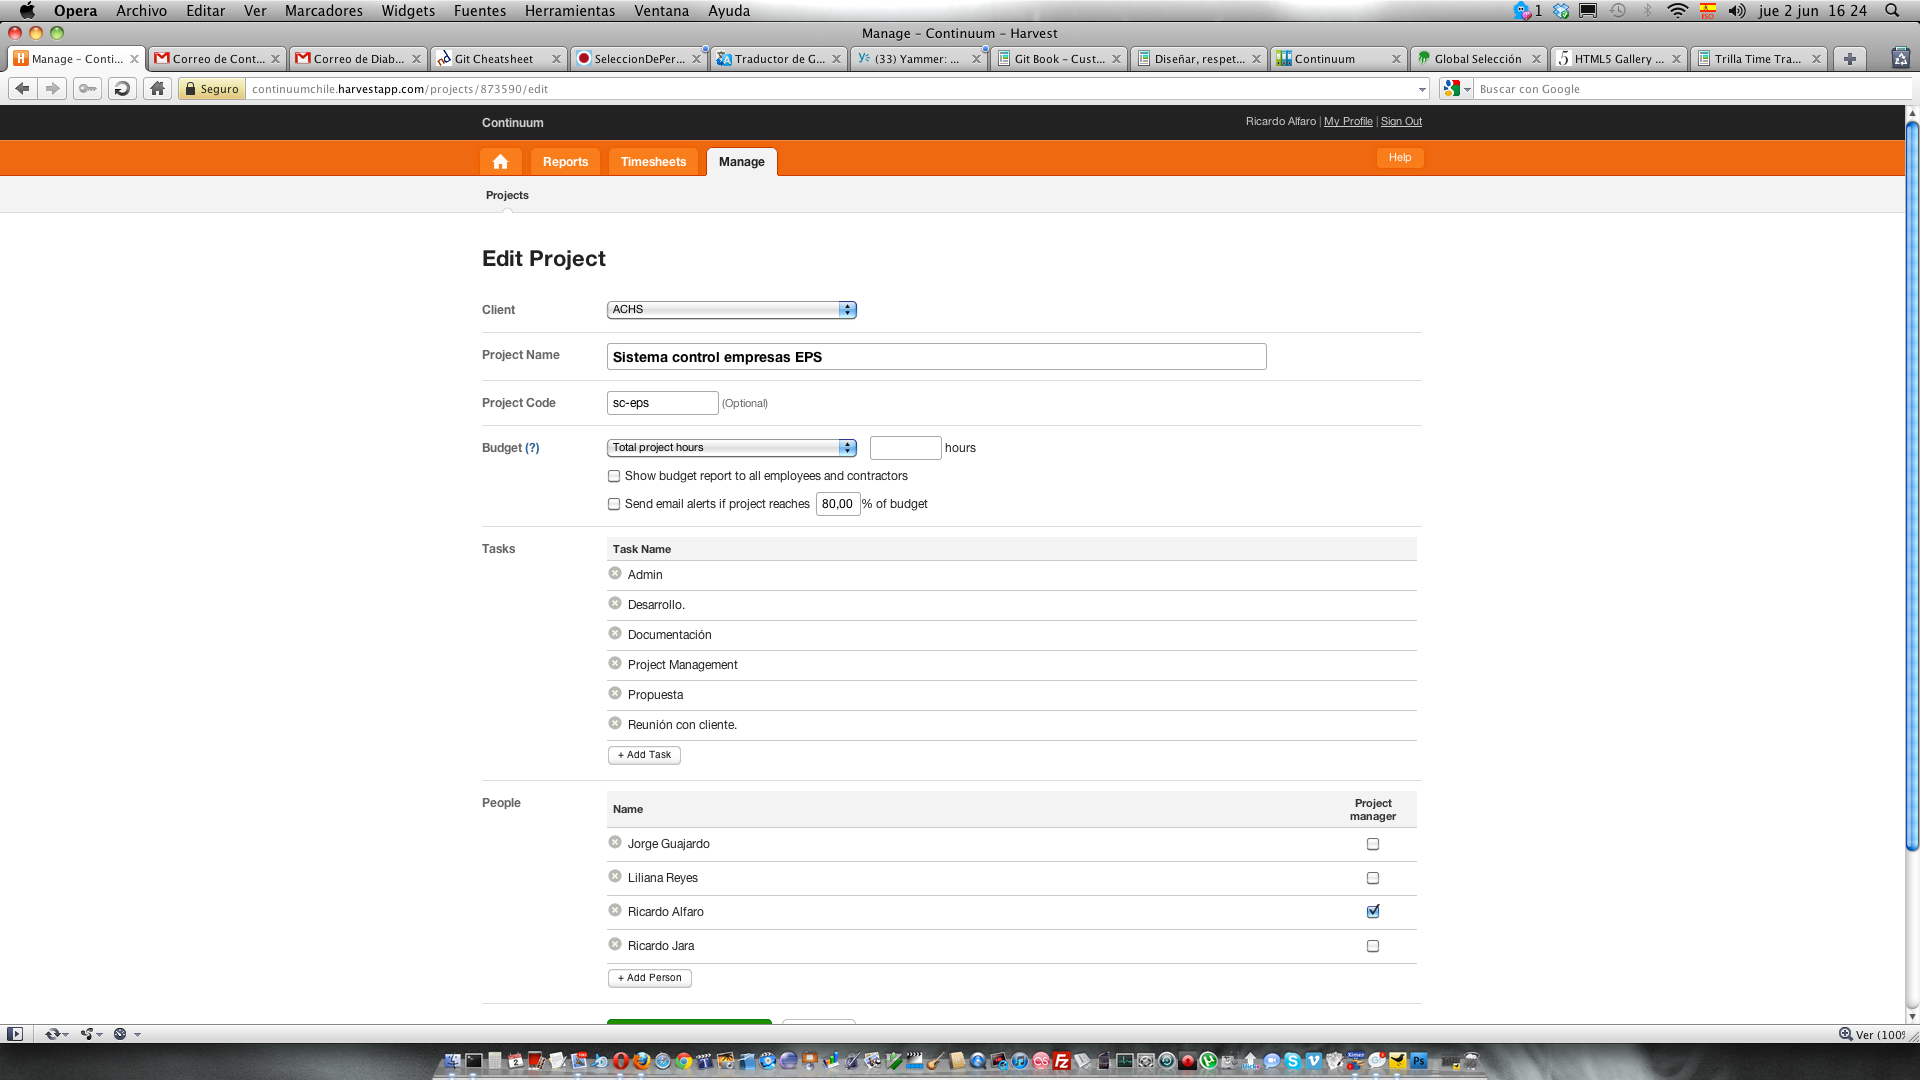 Opera Archivo Editar Ver Marcadores Widgets Fuentes Herramientas Ventana Ayuda 1 ISO jue 2 jun 16 24
Manage – Continuum – Harvest
Manage – Conti... Correo de Cont... Correo de Diab... Git Cheatsheet SeleccionDePer... Traductor de G... (33) Yammer: ... Git Book – Cust... Diseñar, respet... Continuum Global Selección HTML5 Gallery ... Trilla Time Tra...
Seguro continuumchile.harvestapp.com/projects/873590/edit Buscar con Google
Continuum Ricardo Alfaro | My Profile | Sign Out
Reports Timesheets Manage Help
Projects
Edit Project
Client ACHS
Project Name Sistema control empresas EPS
Project Code sc-eps (Optional)
Budget (?) Total project hours hours
Show budget report to all employees and contractors
Send email alerts if project reaches 80,00 % of budget
Tasks Task Name
Admin
Desarrollo.
Documentación
Project Management
Propuesta
Reunión con cliente.
+ Add Task
People Name Project manager
Jorge Guajardo
Liliana Reyes
Ricardo Alfaro
Ricardo Jara
+ Add Person
Ver (100%